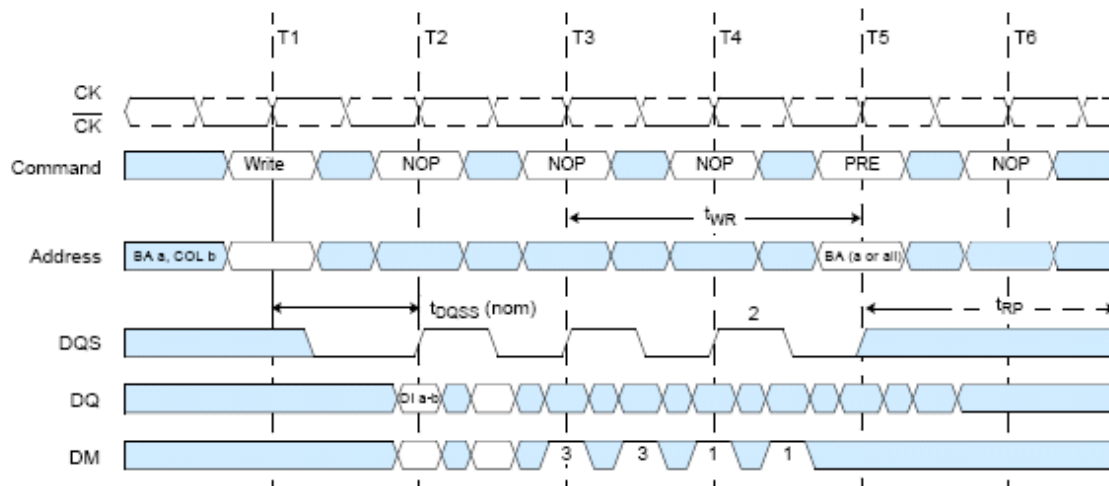 T1 T2 T3 T4 T5 T6
CK
CK
Command Write NOP NOP NOP PRE NOP
tWR
Address BA a, COL b BA (a or all)
tDQSS (nom) 2 tRP
DQS
DQ DI a-b
DM 3 3 1 1